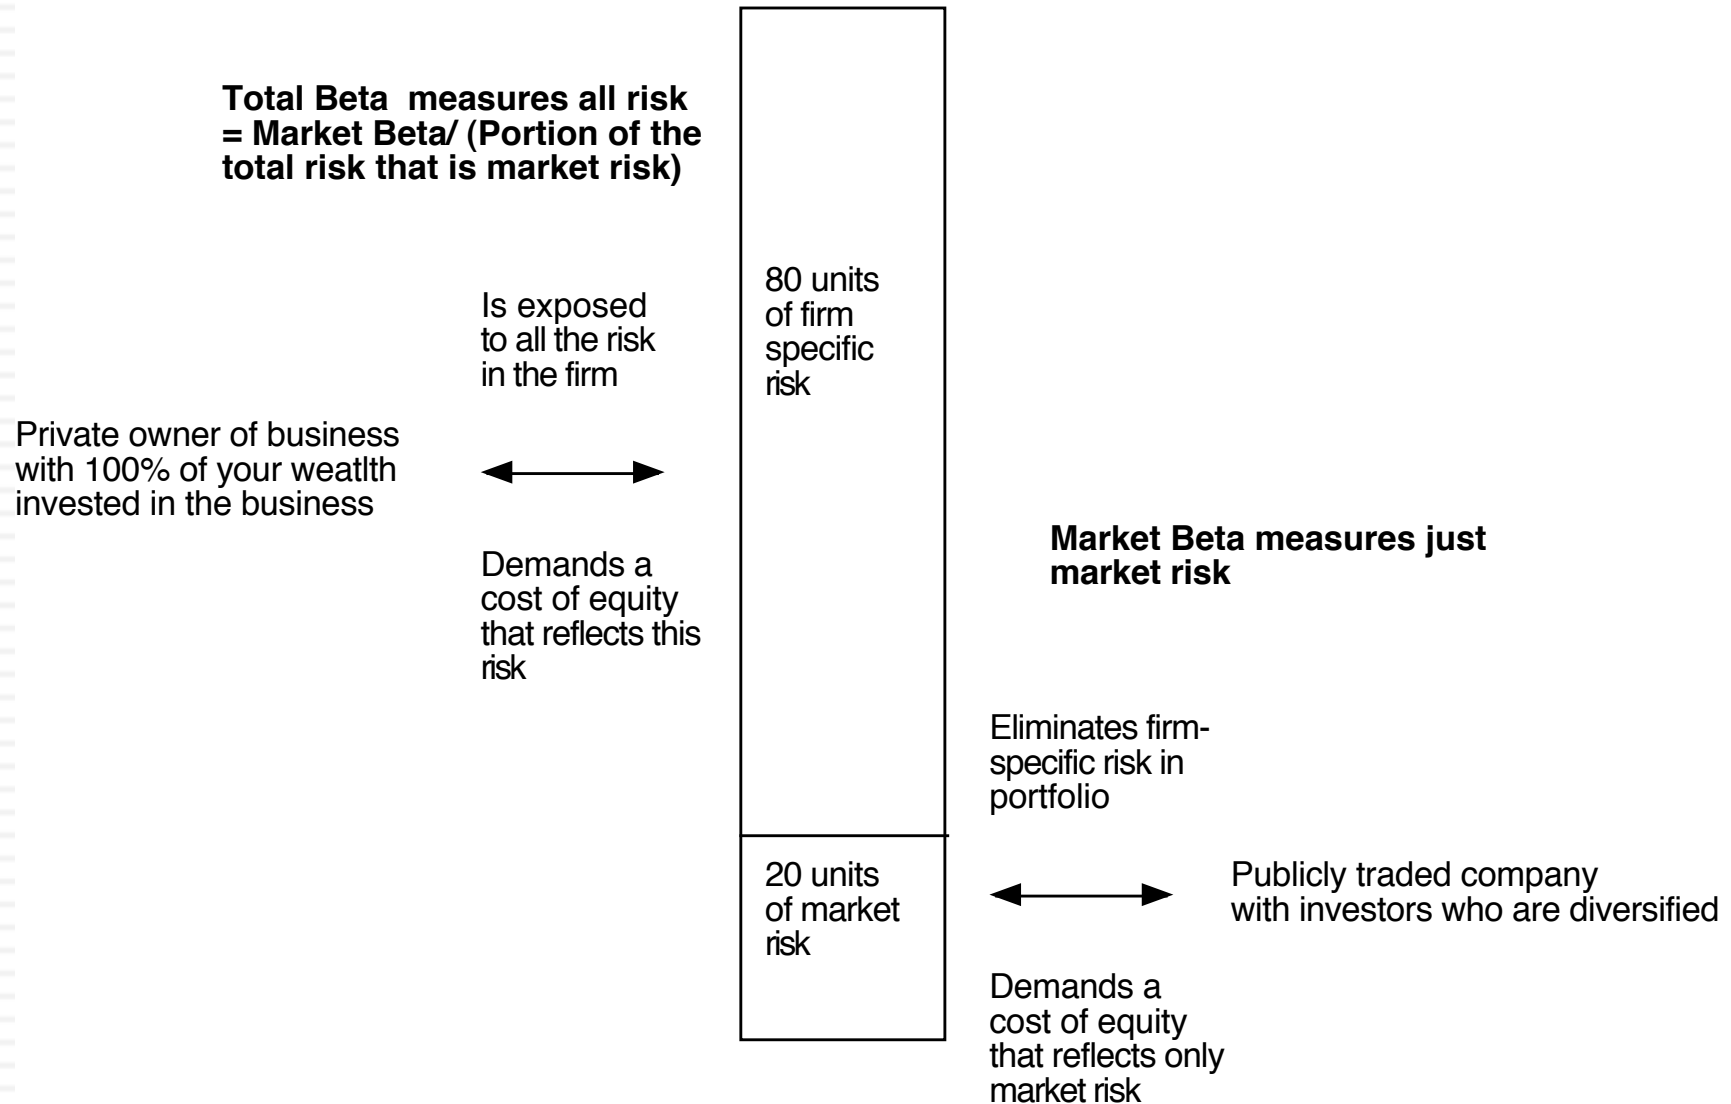 Total Beta  measures all risk
= Market Beta/ (Portion of the
total risk that is market risk)
80 units
of firm
specific
risk
Is exposed
to all the risk
in the firm
Private owner of business
with 100% of your weatlth
invested in the business
Demands a
cost of equity
that reflects this
risk
Market Beta measures just
market risk
Eliminates firm-
specific risk in
portfolio
20 units
of market
risk
Publicly traded company
with investors who are diversified
Demands a
cost of equity
that reflects only
market risk